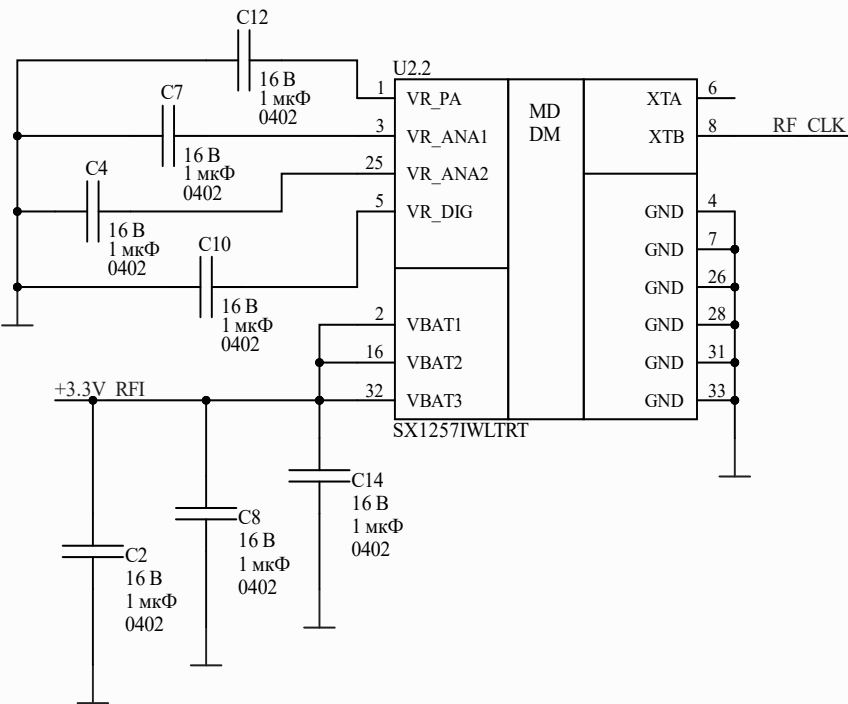 C12
16 В
1 мкФ
0402
C7
16 В
1 мкФ
0402
C4
16 В
1 мкФ
0402
C10
16 В
1 мкФ
0402
U2.2
1 VR_PA
3 VR_ANA1
25 VR_ANA2
5 VR_DIG
2 VBAT1
16 VBAT2
32 VBAT3
MD
DM
XTA 6
XTB 8 RF_CLK
GND 4
GND 7
GND 26
GND 28
GND 31
GND 33
SX1257IWLTRT
+3.3V_RFI
C14
16 В
1 мкФ
0402
C8
16 В
1 мкФ
0402
C2
16 В
1 мкФ
0402